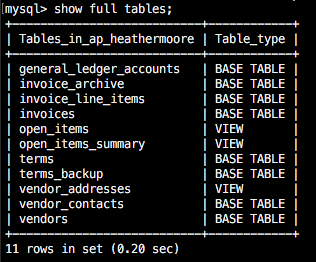 [mysql> show full tables;
+---------------------------+------------+
| Tables_in_ap_heathermoore | Table_type |
+---------------------------+------------+
| general_ledger_accounts   | BASE TABLE |
| invoice_archive           | BASE TABLE |
| invoice_line_items        | BASE TABLE |
| invoices                  | BASE TABLE |
| open_items                | VIEW       |
| open_items_summary        | VIEW       |
| terms                     | BASE TABLE |
| terms_backup              | BASE TABLE |
| vendor_addresses          | VIEW       |
| vendor_contacts           | BASE TABLE |
| vendors                   | BASE TABLE |
+---------------------------+------------+
11 rows in set (0.20 sec)